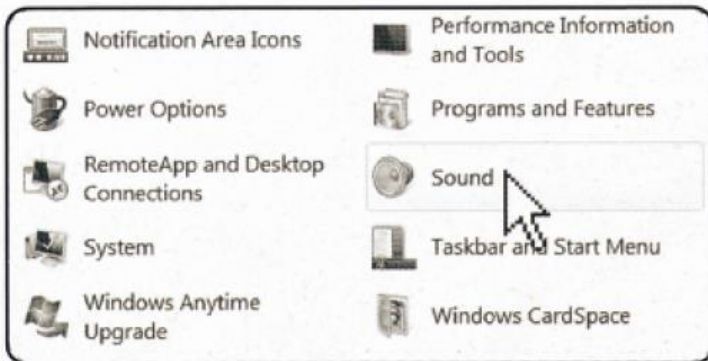 Notification Area Icons
Performance Information
and Tools
Power Options
Programs and Features
RemoteApp and Desktop
Connections
Sound
System
Taskbar and Start Menu
Windows Anytime
Upgrade
Windows CardSpace